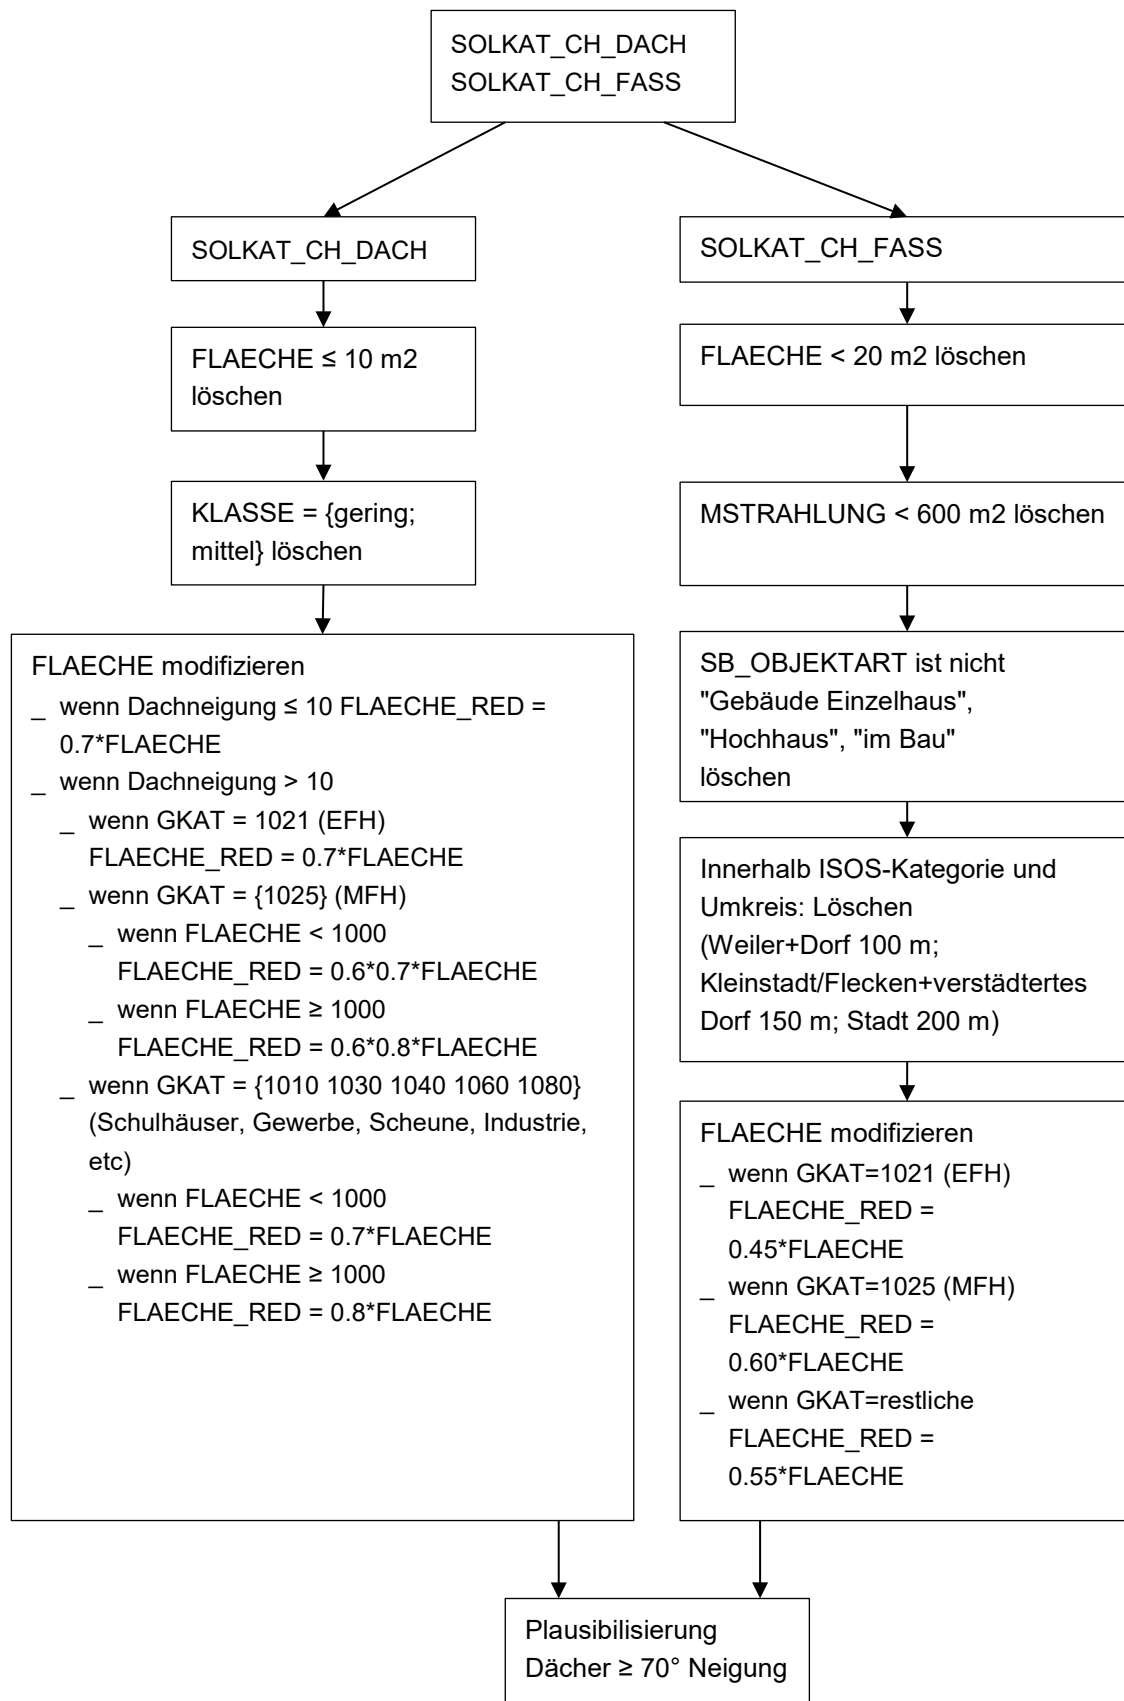 SOLKAT_CH_DACH
SOLKAT_CH_FASS
SOLKAT_CH_DACH
FLAECHE ≤ 10 m2
löschen
KLASSE = {gering;
mittel} löschen
FLAECHE modifizieren
_ wenn Dachneigung ≤ 10 FLAECHE_RED =
0.7*FLAECHE
_ wenn Dachneigung > 10
_ wenn GKAT = 1021 (EFH)
FLAECHE_RED = 0.7*FLAECHE
_ wenn GKAT = {1025} (MFH)
_ wenn FLAECHE < 1000
FLAECHE_RED = 0.6*0.7*FLAECHE
_ wenn FLAECHE ≥ 1000
FLAECHE_RED = 0.6*0.8*FLAECHE
_ wenn GKAT = {1010 1030 1040 1060 1080}
(Schulhäuser, Gewerbe, Scheune, Industrie,
etc)
_ wenn FLAECHE < 1000
FLAECHE_RED = 0.7*FLAECHE
_ wenn FLAECHE ≥ 1000
FLAECHE_RED = 0.8*FLAECHE
SOLKAT_CH_FASS
FLAECHE < 20 m2 löschen
MSTRAHLUNG < 600 m2 löschen
SB_OBJEKTART ist nicht
"Gebäude Einzelhaus",
"Hochhaus", "im Bau"
löschen
Innerhalb ISOS-Kategorie und
Umkreis: Löschen
(Weiler+Dorf 100 m;
Kleinstadt/Flecken+verstädtertes
Dorf 150 m; Stadt 200 m)
FLAECHE modifizieren
_ wenn GKAT=1021 (EFH)
FLAECHE_RED =
0.45*FLAECHE
_ wenn GKAT=1025 (MFH)
FLAECHE_RED =
0.60*FLAECHE
_ wenn GKAT=restliche
FLAECHE_RED =
0.55*FLAECHE
Plausibilisierung
Dächer ≥ 70° Neigung